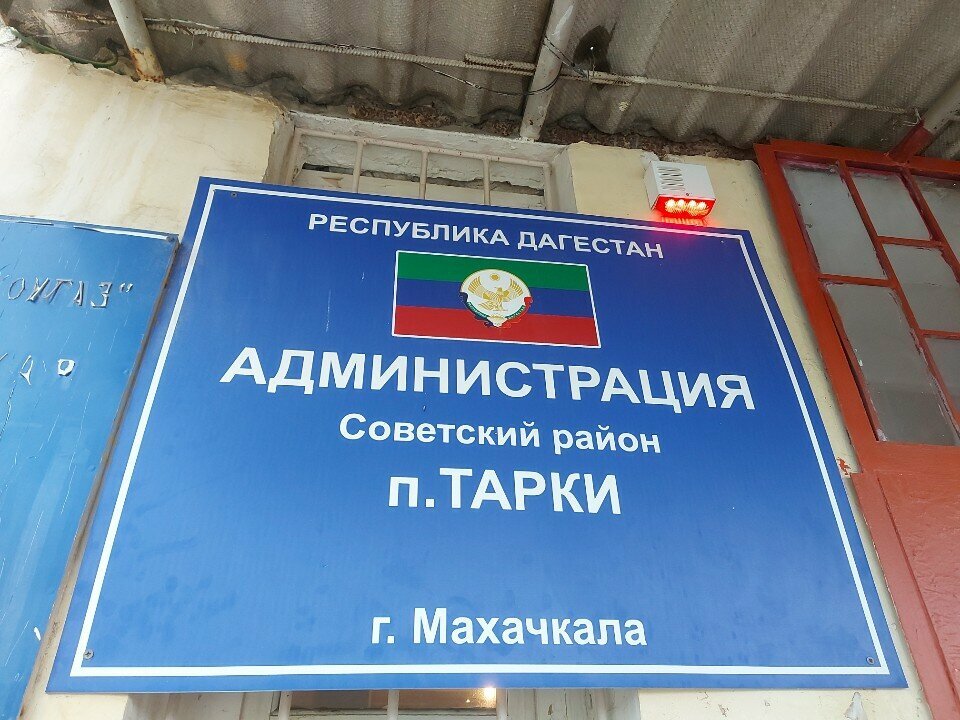 РЕСПУБЛИКА ДАГЕСТАН
АДМИНИСТРАЦИЯ
Советский район
п.ТАРКИ
г. Махачкала